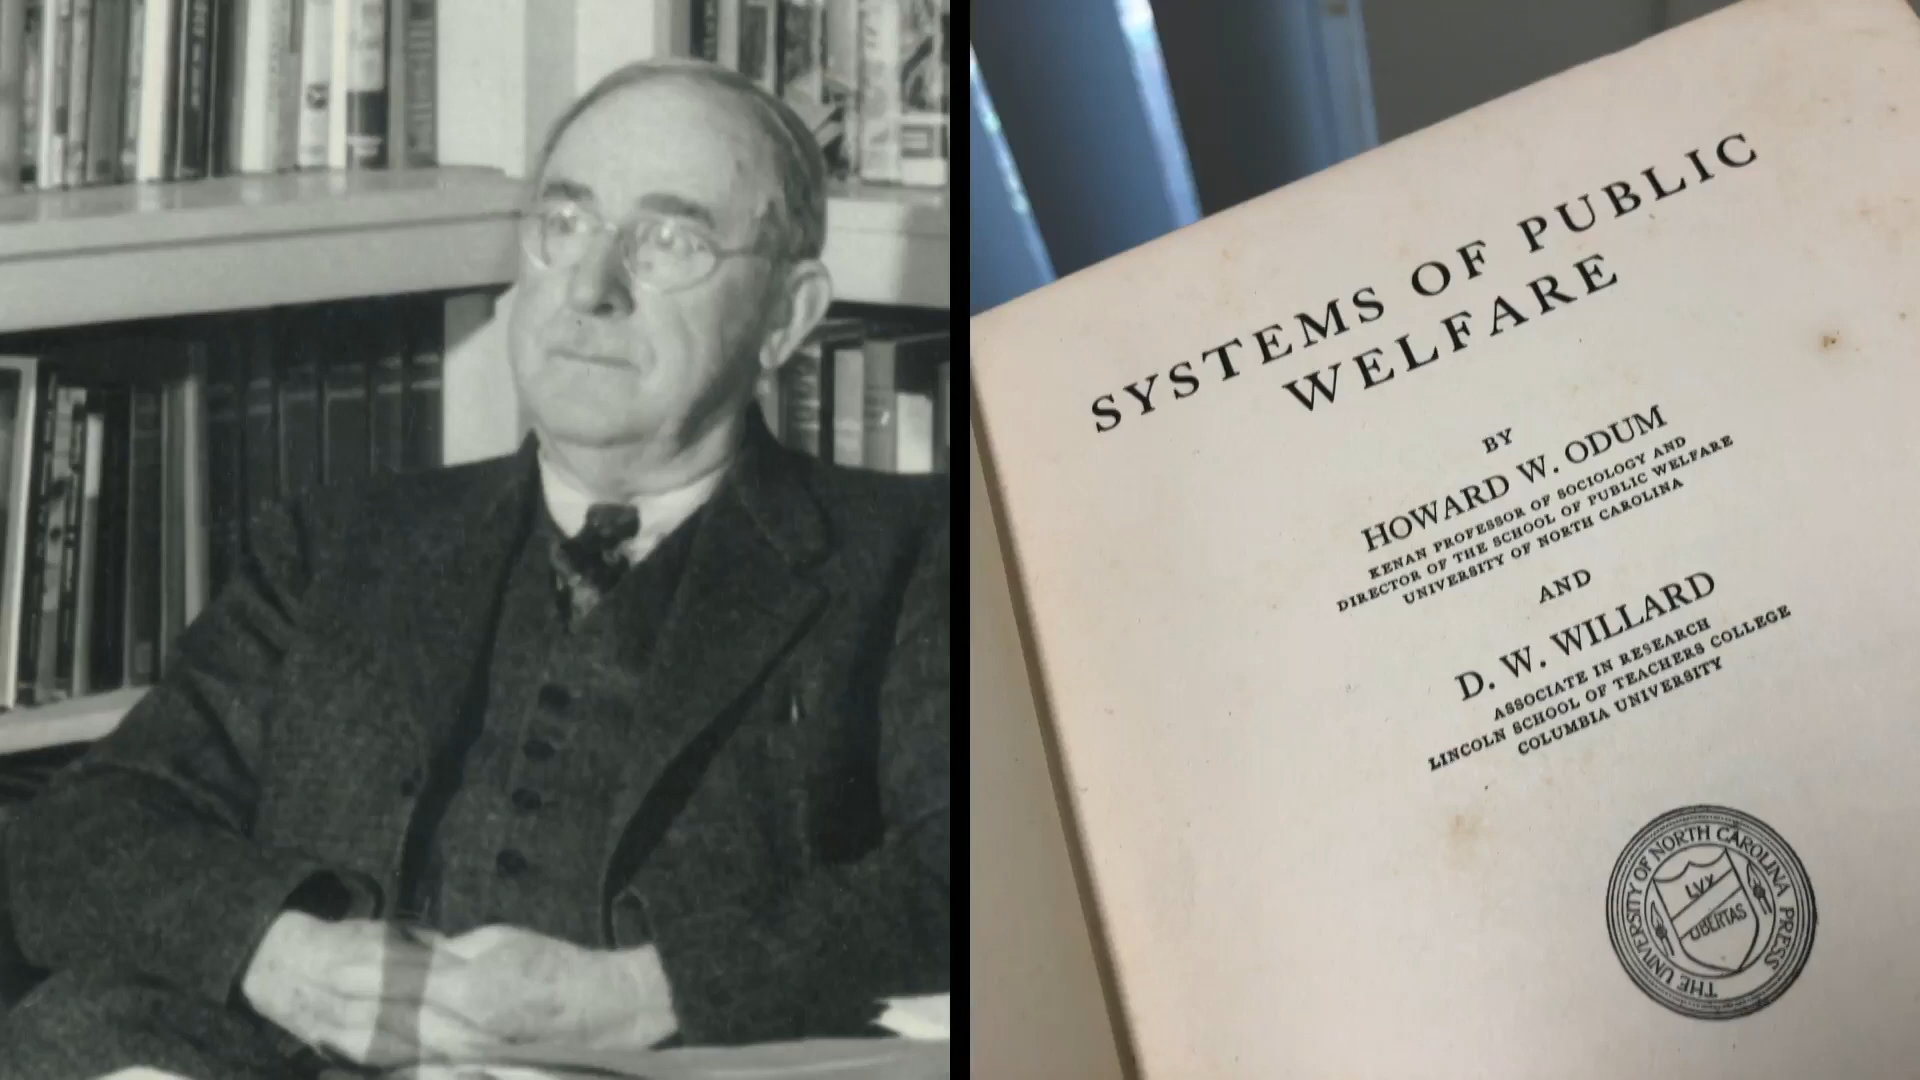 SYSTEMS OF PUBLIC
WELFARE
BY
HOWARD W. ODUM
KENAN PROFESSOR OF SOCIOLOGY AND
DIRECTOR OF THE SCHOOL OF PUBLIC WELFARE
UNIVERSITY OF NORTH CAROLINA
AND
D. W. WILLARD
ASSOCIATE IN RESEARCH
LINCOLN SCHOOL OF TEACHERS COLLEGE
COLUMBIA UNIVERSITY
THE UNIVERSITY OF NORTH CAROLINA PRESS
LVX
LIBERTAS